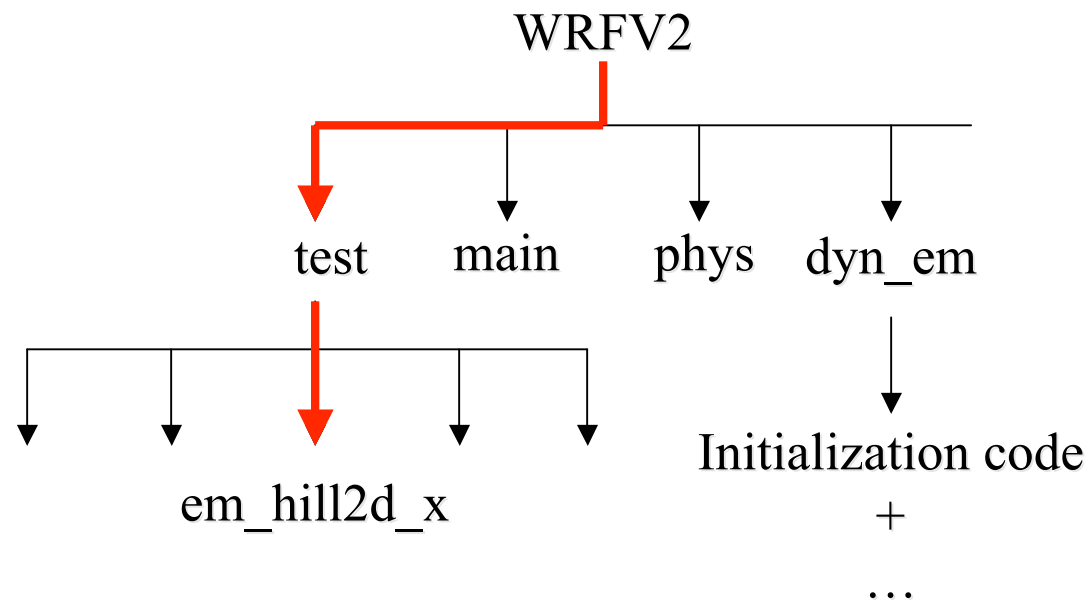 WRFV2
test main phys dyn_em
Initialization code
em_hill2d_x
+
…